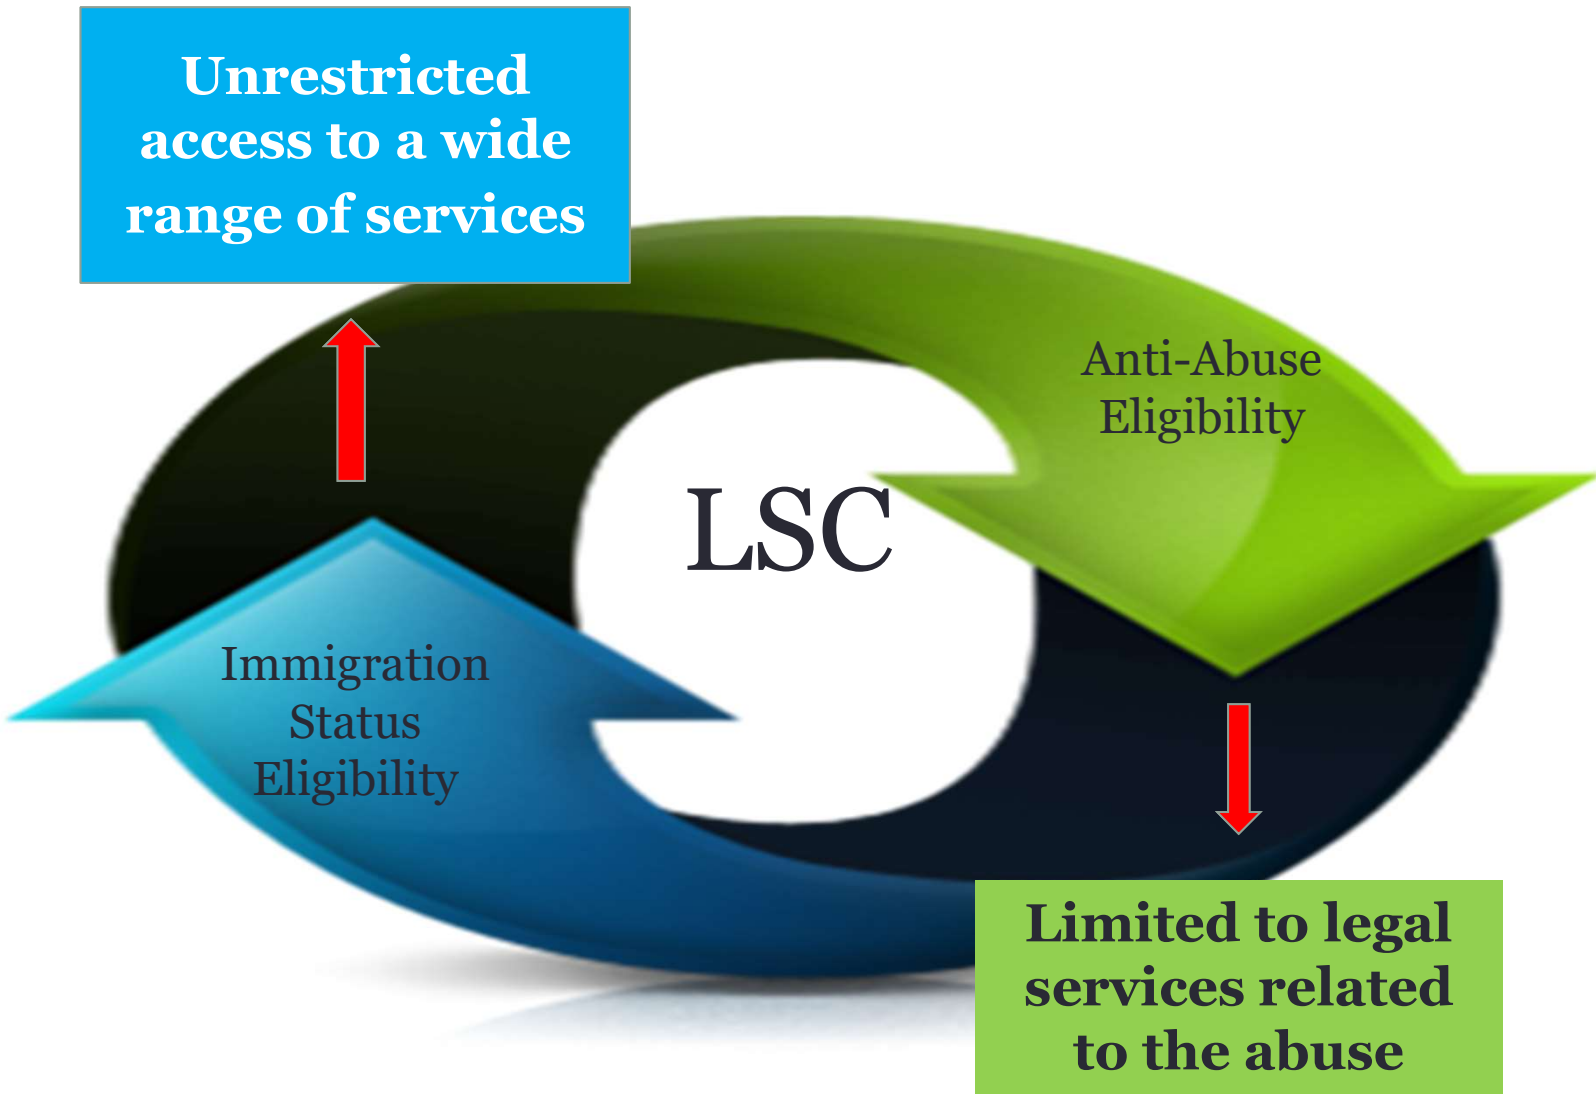 Unrestricted
access to a wide
range of services
Anti-Abuse
Eligibility
LSC
Immigration
Status
Eligibility
Limited to legal
services related
to the abuse